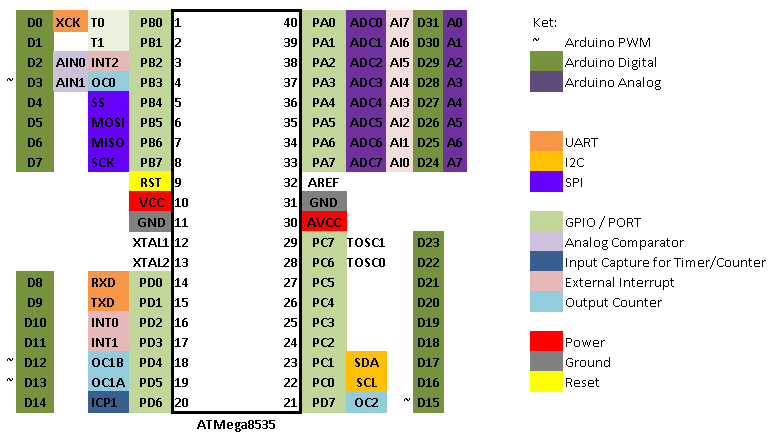 D0 XCK T0 PB0 1 40 PA0 ADC0 AI7 D31 A0 Ket:
D1 T1 PB1 2 39 PA1 ADC1 AI6 D30 A1 ~ Arduino PWM
D2 AIN0 INT2 PB2 3 38 PA2 ADC2 AI5 D29 A2 Arduino Digital
~ D3 AIN1 OC0 PB3 4 37 PA3 ADC3 AI4 D28 A3 Arduino Analog
D4 SS PB4 5 36 PA4 ADC4 AI3 D27 A4
D5 MOSI PB5 6 35 PA5 ADC5 AI2 D26 A5
D6 MISO PB6 7 34 PA6 ADC6 AI1 D25 A6 UART
D7 SCK PB7 8 33 PA7 ADC7 AI0 D24 A7 I2C
RST 9 32 AREF SPI
VCC 10 31 GND
GND 11 30 AVCC GPIO / PORT
XTAL1 12 29 PC7 TOSC1 D23 Analog Comparator
XTAL2 13 28 PC6 TOSC0 D22 Input Capture for Timer/Counter
D8 RXD PD0 14 27 PC5 D21 External Interrupt
D9 TXD PD1 15 26 PC4 D20 Output Counter
D10 INT0 PD2 16 25 PC3 D19
D11 INT1 PD3 17 24 PC2 D18 Power
~ D12 OC1B PD4 18 23 PC1 SDA D17 Ground
~ D13 OC1A PD5 19 22 PC0 SCL D16 Reset
D14 ICP1 PD6 20 21 PD7 OC2 ~ D15
ATMega8535